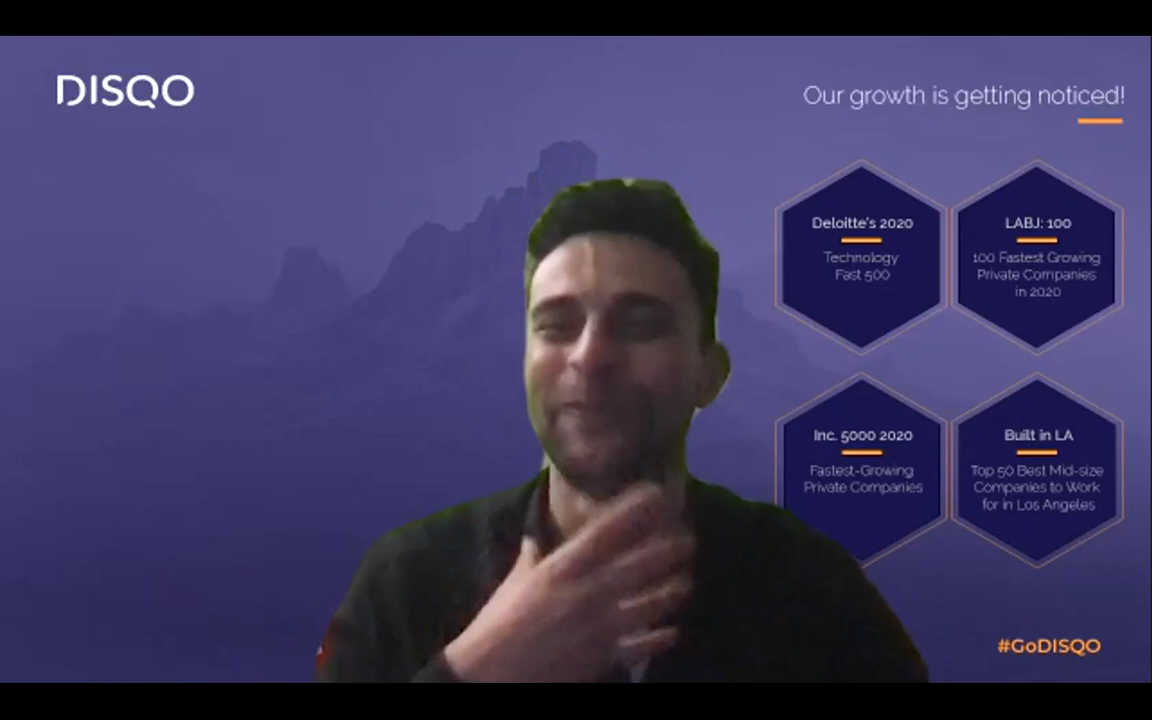 DISQO
Our growth is getting noticed!
Deloitte's 2020
Technology
Fast 500
LABJ: 100
100 Fastest Growing
Private Companies
in 2020
Inc. 5000 2020
Fastest-Growing
Private Companies
Built in LA
Top 50 Best Mid-size
Companies to Work
for in Los Angeles
#GoDISQO